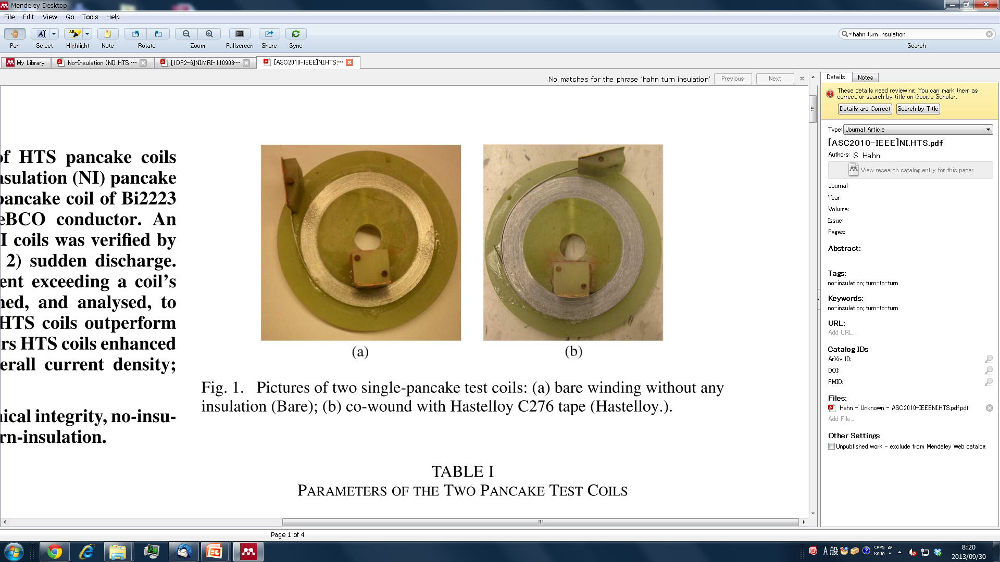 Mendeley Desktop
File Edit View Go Tools Help
Pan Select Highlight Note Rotate Zoom Fullscreen Share Sync
hahn turn insulation
Search
My Library
No-Insulation (NI) HTS ···
[1DP2-6]NI.MRI-110908···
[ASC2010-IEEE]NI.HTS.···
No matches for the phrase 'hahn turn insulation' Previous Next
of HTS pancake coils
nsulation (NI) pancake
pancake coil of Bi2223
eBCO conductor. An
I coils was verified by
2) sudden discharge.
ent exceeding a coil's
ned, and analysed, to
HTS coils outperform
rs HTS coils enhanced
erall current density;
nical integrity, no-insu-
rn-insulation.
(a)
(b)
Fig. 1. Pictures of two single-pancake test coils: (a) bare winding without any
insulation (Bare); (b) co-wound with Hastelloy C276 tape (Hastelloy.).
TABLE I
PARAMETERS OF THE TWO PANCAKE TEST COILS
Details Notes
These details need reviewing. You can mark them as
correct, or search by title on Google Scholar.
Details are Correct Search by Title
Type: Journal Article
[ASC2010-IEEE]NI.HTS.pdf
Authors: S. Hahn
View research catalog entry for this paper
Journal:
Year:
Volume:
Issue:
Pages:
Abstract:
Tags:
no-insulation; turn-to-turn
Keywords:
no-insulation; turn-to-turn
URL:
Add URL...
Catalog IDs
ArXiv ID:
DOI:
PMID:
Files:
Hahn - Unknown - ASC2010-IEEENI.HTS.pdf.pdf
Add File...
Other Settings
Unpublished work - exclude from Mendeley Web catalog
Page 1 of 4
A 般
CAPS
KANA
8:20
2013/09/30